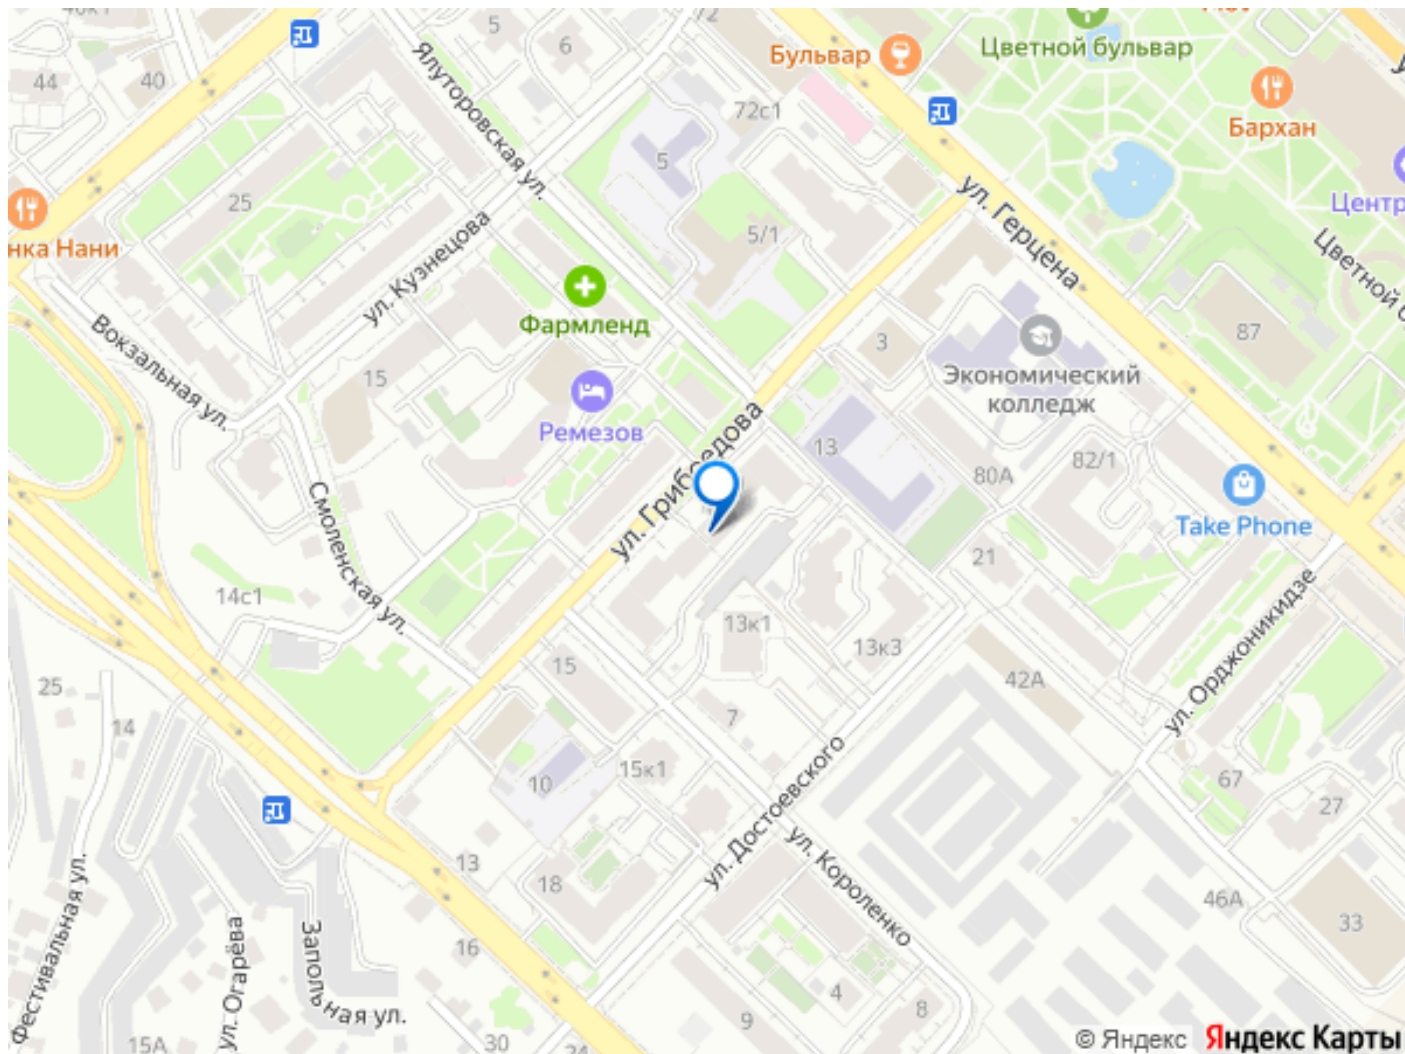 5
6
72
Бульвар
Цветной бульвар
44
40
Ялуторовская ул.
72с1
Бархан
5
25
ул. Герцена
Центр
нка Нани
ул. Кузнецова
5/1
Цветной б
Фармленд
Вокзальная ул.
15
3
87
Экономический
колледж
Ремезов
ул. Грибоедова
13
82/1
80А
Take Phone
Смоленская ул.
21
14с1
13к1
13к3
15
42А
ул. Орджоникидзе
25
14
7
15к1
10
67
27
ул. Достоевского
13
18
ул. Короленко
46А
33
Фестивальная ул.
ул. Огарёва
Запольная ул.
16
4
8
9
15А
30
24
© Яндекс Яндекс Карты